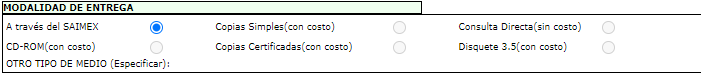 MODALIDAD DE ENTREGA
A través del SAIMEX Copias Simples(con costo) Consulta Directa(sin costo)
CD-ROM(con costo) Copias Certificadas(con costo) Disquete 3.5(con costo)
OTRO TIPO DE MEDIO (Especificar):